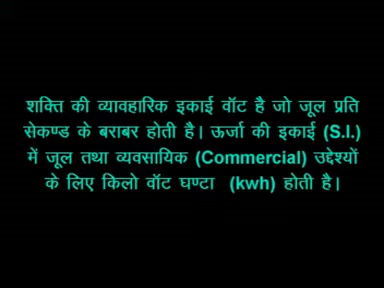 शक्ति की व्यावहारिक इकाई वॉट है जो जूल प्रति
सेकण्ड के बराबर होती है। ऊर्जा की इकाई (S.I.)
में जूल तथा व्यवसायिक (Commercial) उद्देश्यों
के लिए किलो वॉट घण्टा (kwh) होती है।